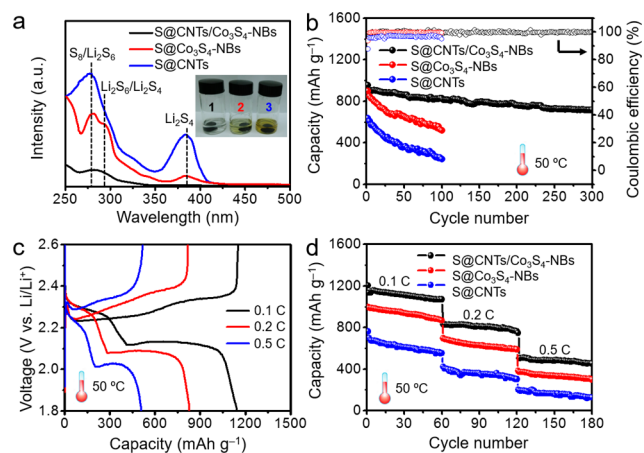 a
S₈/Li₂S₆
Li₂S₈/Li₂S₄
Li₂S₄
S@CNTs/Co₃S₄-NBs
S@Co₃S₄-NBs
S@CNTs
1 2 3
Intensity (a.u.)
250 300 350 400 450 500
Wavelength (nm)
b
S@CNTs/Co₃S₄-NBs
S@Co₃S₄-NBs
S@CNTs
50 ºC
Capacity (mAh g⁻¹)
1600
1200
800
400
0
Coulombic efficiency (%)
100
80
60
40
20
0
0 100 200 300
Cycle number
c
0.1 C
0.2 C
0.5 C
50 ºC
Voltage (V vs. Li/Li⁺)
2.6
2.4
2.2
2.0
1.8
0 300 600 900 1200 1500
Capacity (mAh g⁻¹)
d
S@CNTs/Co₃S₄-NBs
S@Co₃S₄-NBs
S@CNTs
0.1 C
0.2 C
0.5 C
50 ºC
Capacity (mAh g⁻¹)
1600
1200
800
400
0
0 30 60 90 120 150 180
Cycle number